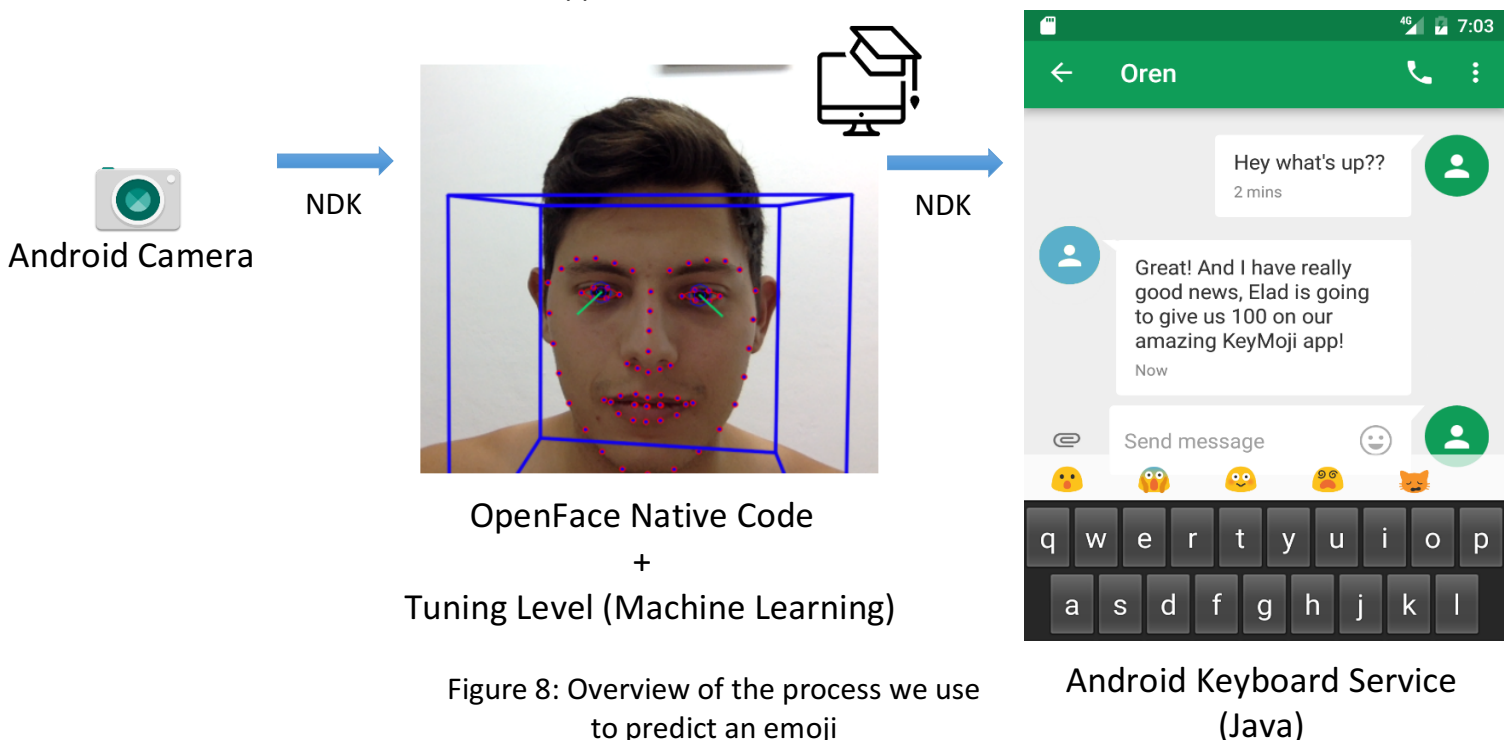 Android Camera
NDK
OpenFace Native Code
+
Tuning Level (Machine Learning)
NDK
4G 7:03
Oren
Hey what's up??
2 mins
Great! And I have really
good news, Elad is going
to give us 100 on our
amazing KeyMoji app!
Now
Send message
q w e r t y u i o p
a s d f g h j k l
Android Keyboard Service
(Java)
Figure 8: Overview of the process we use
to predict an emoji